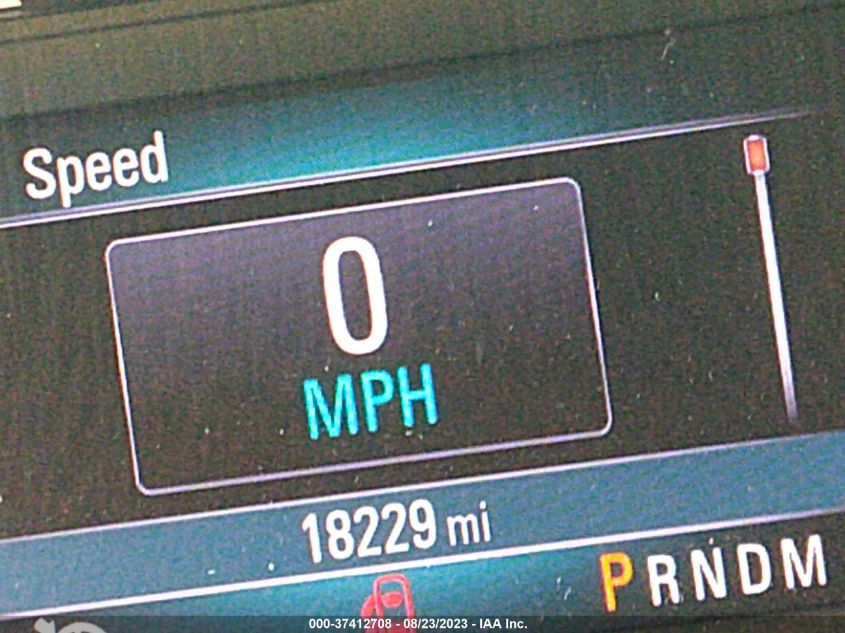 Speed
0
MPH
18229 mi
PRNDM
000-37412708 - 08/23/2023 - IAA Inc.